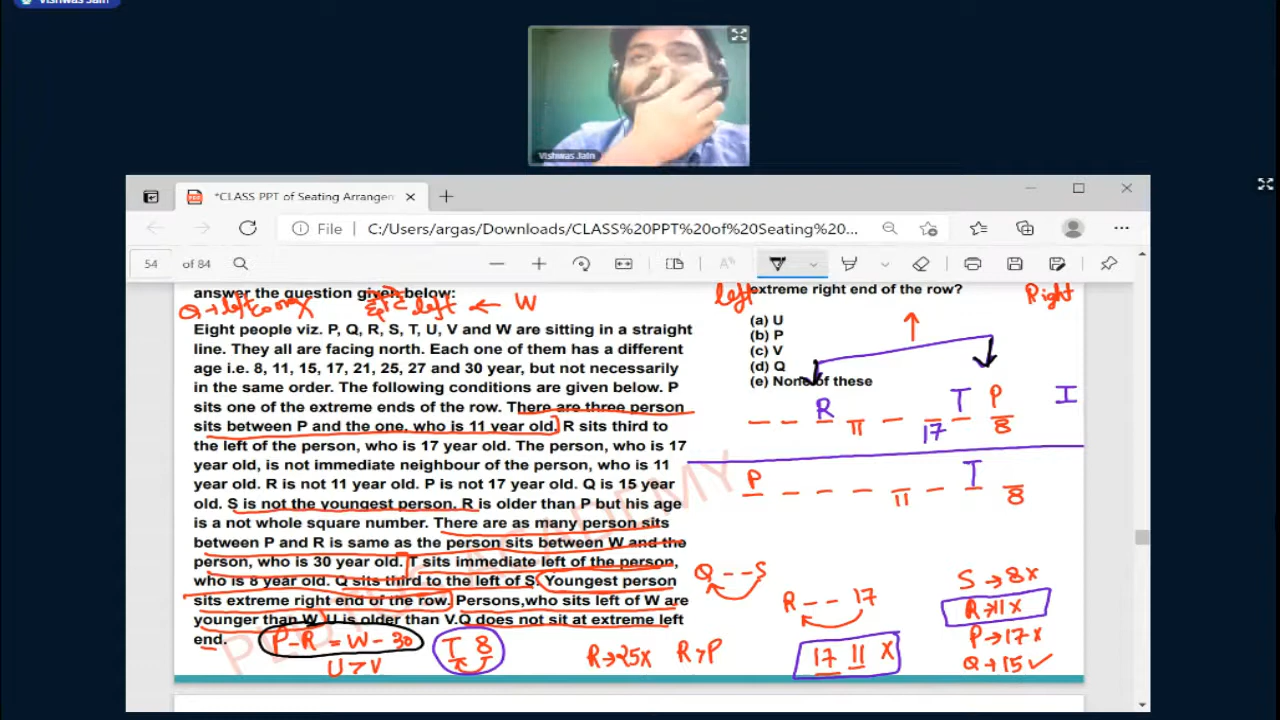 Vishwas Jain
Vishwas Jain
*CLASS PPT of Seating Arrangen
File
C:/Users/argas/Downloads/CLASS%20PPT%20of%20Seating%20...
54
of 84
answer the question given below:
Q → left X
left ← W
Eight people viz. P, Q, R, S, T, U, V and W are sitting in a straight
line. They all are facing north. Each one of them has a different
age i.e. 8, 11, 15, 17, 21, 25, 27 and 30 year, but not necessarily
in the same order. The following conditions are given below. P
sits one of the extreme ends of the row. There are three person
sits between P and the one, who is 11 year old. R sits third to
the left of the person, who is 17 year old. The person, who is 17
year old, is not immediate neighbour of the person, who is 11
year old. R is not 11 year old. P is not 17 year old. Q is 15 year
old. S is not the youngest person. R is older than P but his age
is a not whole square number. There are as many person sits
between P and R is same as the person sits between W and the
person, who is 30 year old. T sits immediate left of the person,
who is 8 year old. Q sits third to the left of S. Youngest person
sits extreme right end of the row. Persons,who sits left of W are
younger than W. U is older than V.Q does not sit at extreme left
end.
P - R = W - 30
U > V
T 8
left
extreme right end of the row?
Right
(a) U
(b) P
(c) V
(d) Q
(e) None of these
R T P I
11 17 8
P T
11 8
Q - - S
R - - 17
R → 25 X R > P
17 11 X
S → 8 X
R → 11 X
P → 17 X
Q → 15 ✓